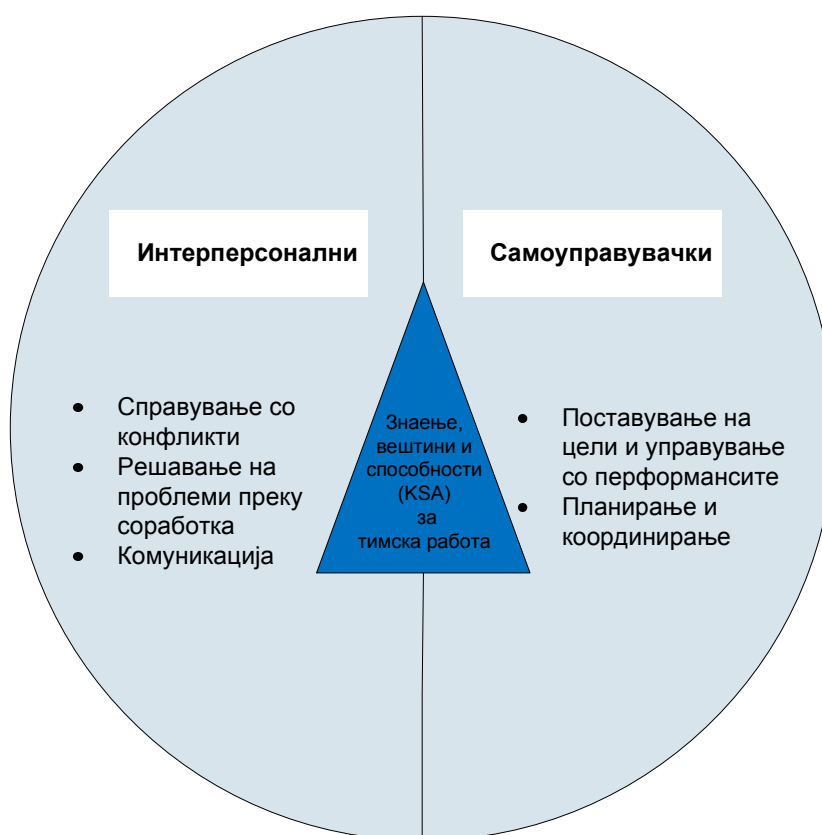 Интерперсонални
Самоуправувачки
• Справување со
конфликти
• Решавање на
проблеми преку
соработка
• Комуникација
Знаење,
вештини и
способности
(KSA)
за
тимска работа
• Поставување на
цели и управување
со перформансите
• Планирање и
координирање